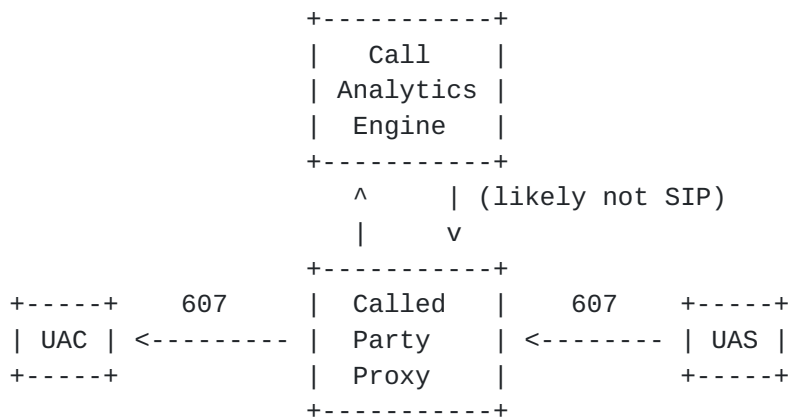 +-----------+
|   Call    |
| Analytics |
|  Engine   |
+-----------+
^     | (likely not SIP)
|     v
+-----------+
+-----+    607     |  Called   |    607    +-----+
| UAC | <--------- |  Party    | <-------- | UAS |
+-----+            |  Proxy    |           +-----+
+-----------+